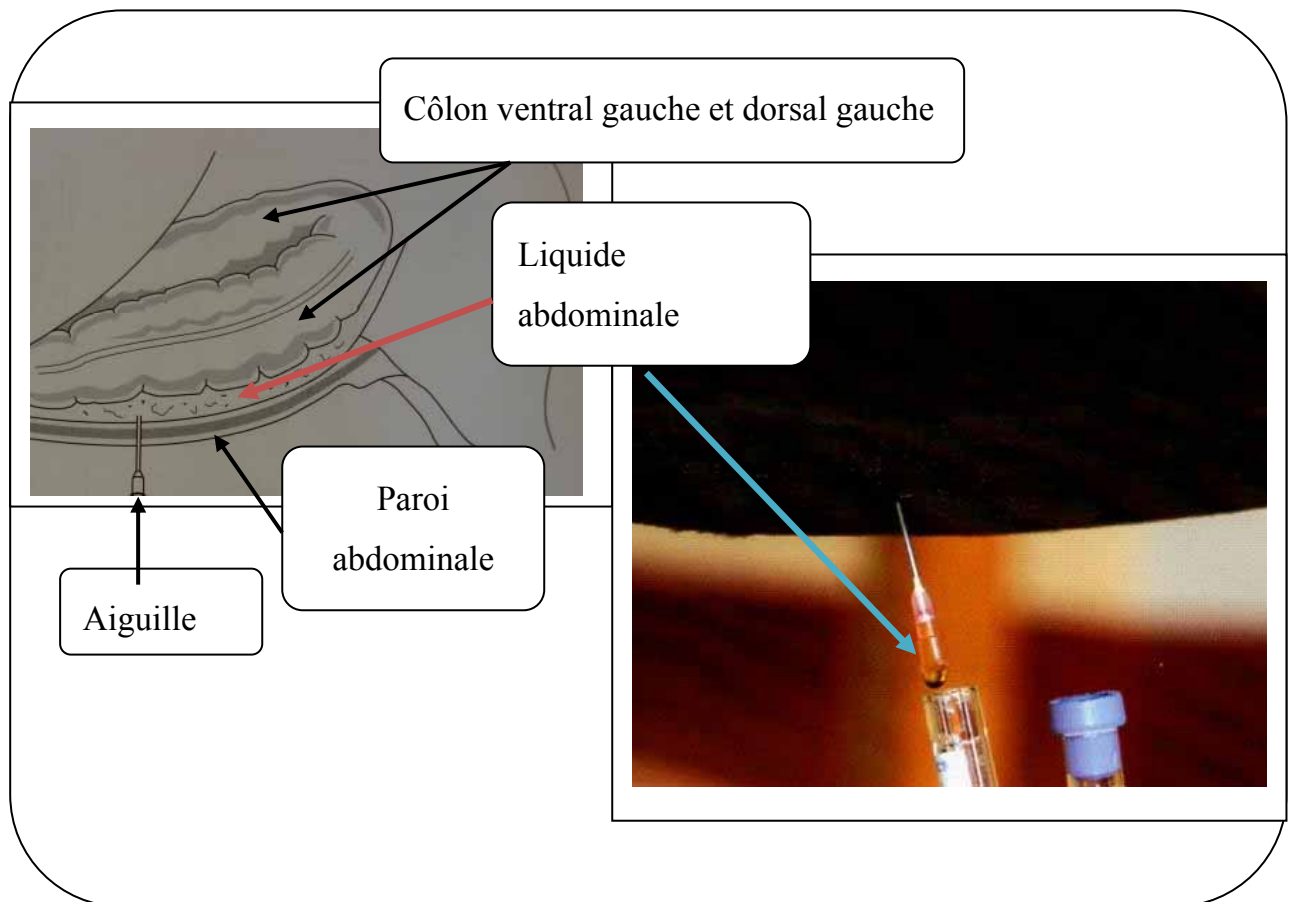 Côlon ventral gauche et dorsal gauche
Liquide
abdominale
Paroi
abdominale
Aiguille